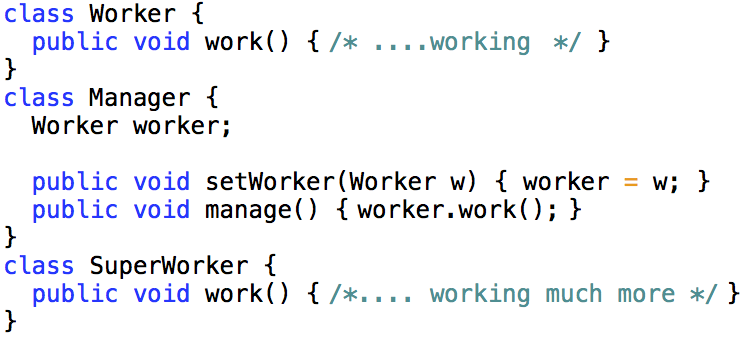 class Worker {
  public void work() { /* ....working  */ }
}
class Manager {
  Worker worker;

  public void setWorker(Worker w) { worker = w; }
  public void manage() { worker.work(); }
}
class SuperWorker {
  public void work() { /*.... working much more */ }
}